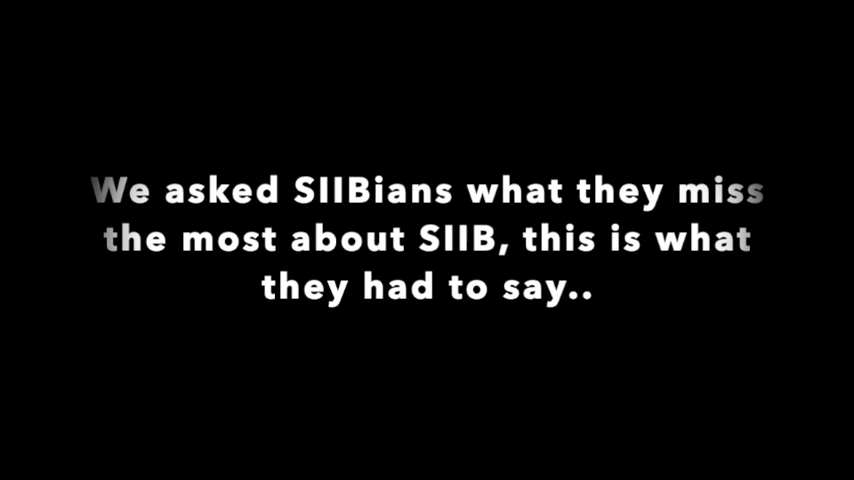 We asked SIIBians what they miss
the most about SIIB, this is what
they had to say..